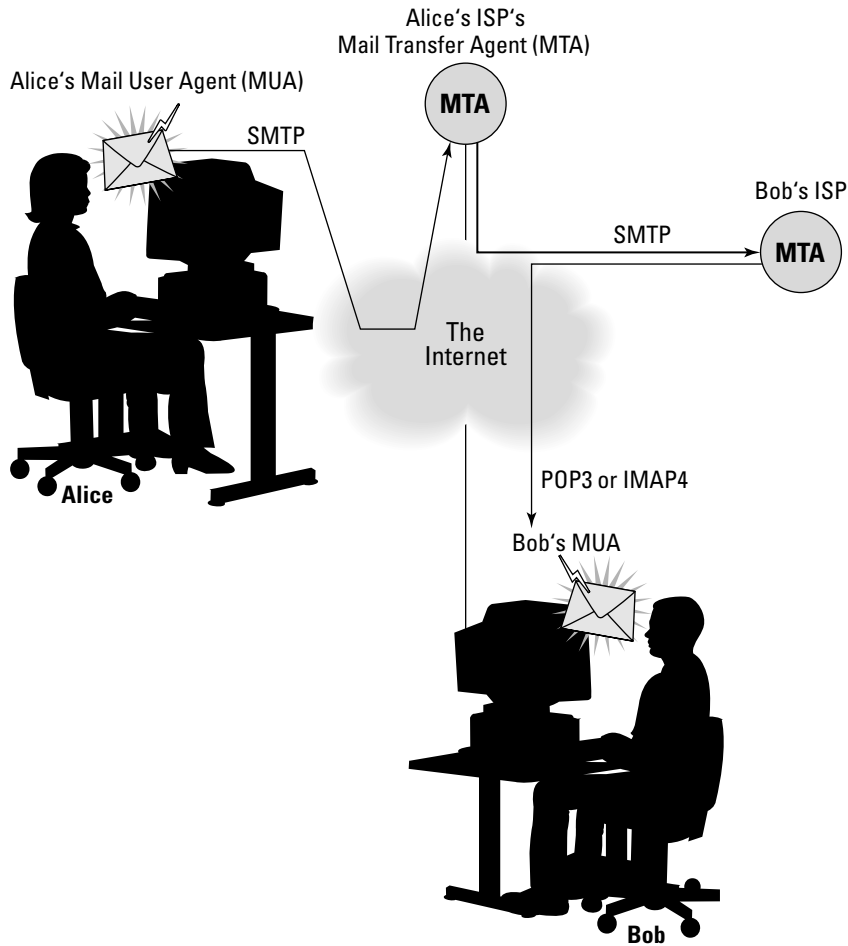 Alice's ISP's
Mail Transfer Agent (MTA)
Alice‘s Mail User Agent (MUA)
MTA
SMTP
Bob‘s ISP
SMTP
MTA
The
Internet
POP3 or IMAP4
Alice
Bob‘s MUA
Bob